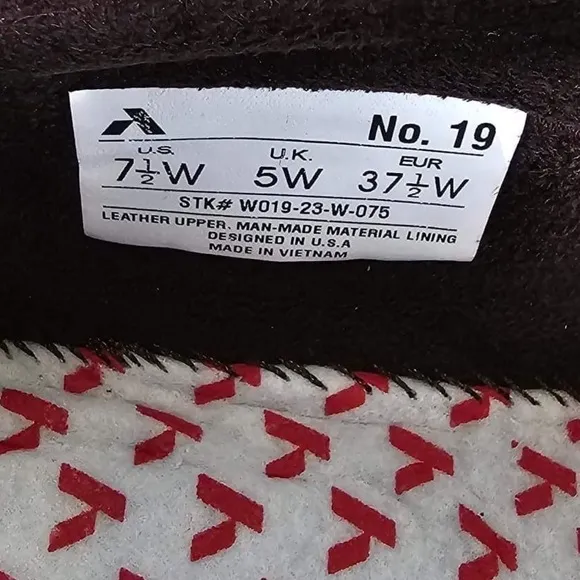 No. 19
U.S. U.K. EUR
7½W 5W 37½W
STK# W019-23-W-075
LEATHER UPPER. MAN-MADE MATERIAL LINING
DESIGNED IN U.S.A
MADE IN VIETNAM